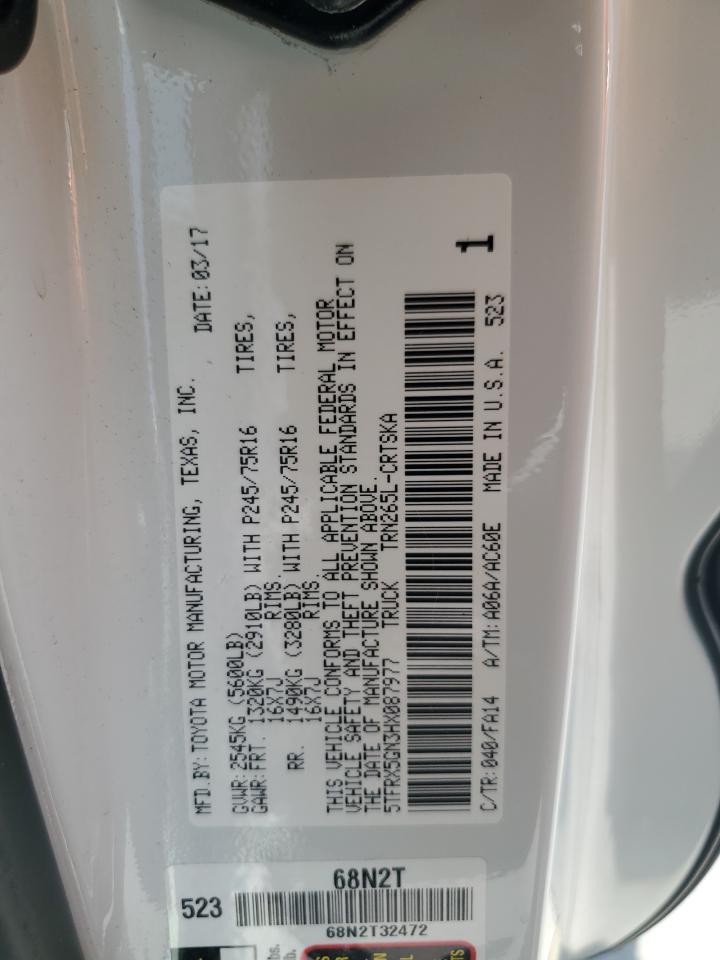 MFD.BY:TOYOTA MOTOR MANUFACTURING, TEXAS, INC. DATE:03/17
GVWR:2545KG (5600LB)
GAWR:FRT. 1320KG (2910LB) WITH P245/75R16 TIRES,
16X7J RIMS.
RR. 1490KG (3280LB) WITH P245/75R16 TIRES,
16X7J RIMS.
THIS VEHICLE CONFORMS TO ALL APPLICABLE FEDERAL MOTOR
VEHICLE SAFETY AND THEFT PREVENTION STANDARDS IN EFFECT ON
THE DATE OF MANUFACTURE SHOWN ABOVE.
5TFRX5GN3HX087977 TRUCK TRN265L-CRTSKA
1
C/TR:040/FA14 A/TM:A06A/AC60E MADE IN U.S.A. 523
68N2T
523
68N2T32472